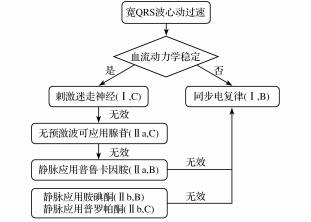 宽QRS波心动过速
血流动力学稳定
是
否
刺激迷走神经(Ⅰ,C)
同步电复律(Ⅰ,B)
无效
无预激波可应用腺苷(Ⅱa,C)
无效
静脉应用普鲁卡因胺(Ⅱa,B)
无效
静脉应用胺碘酮(Ⅱb,B)
静脉应用普罗帕酮(Ⅱb,C)
无效